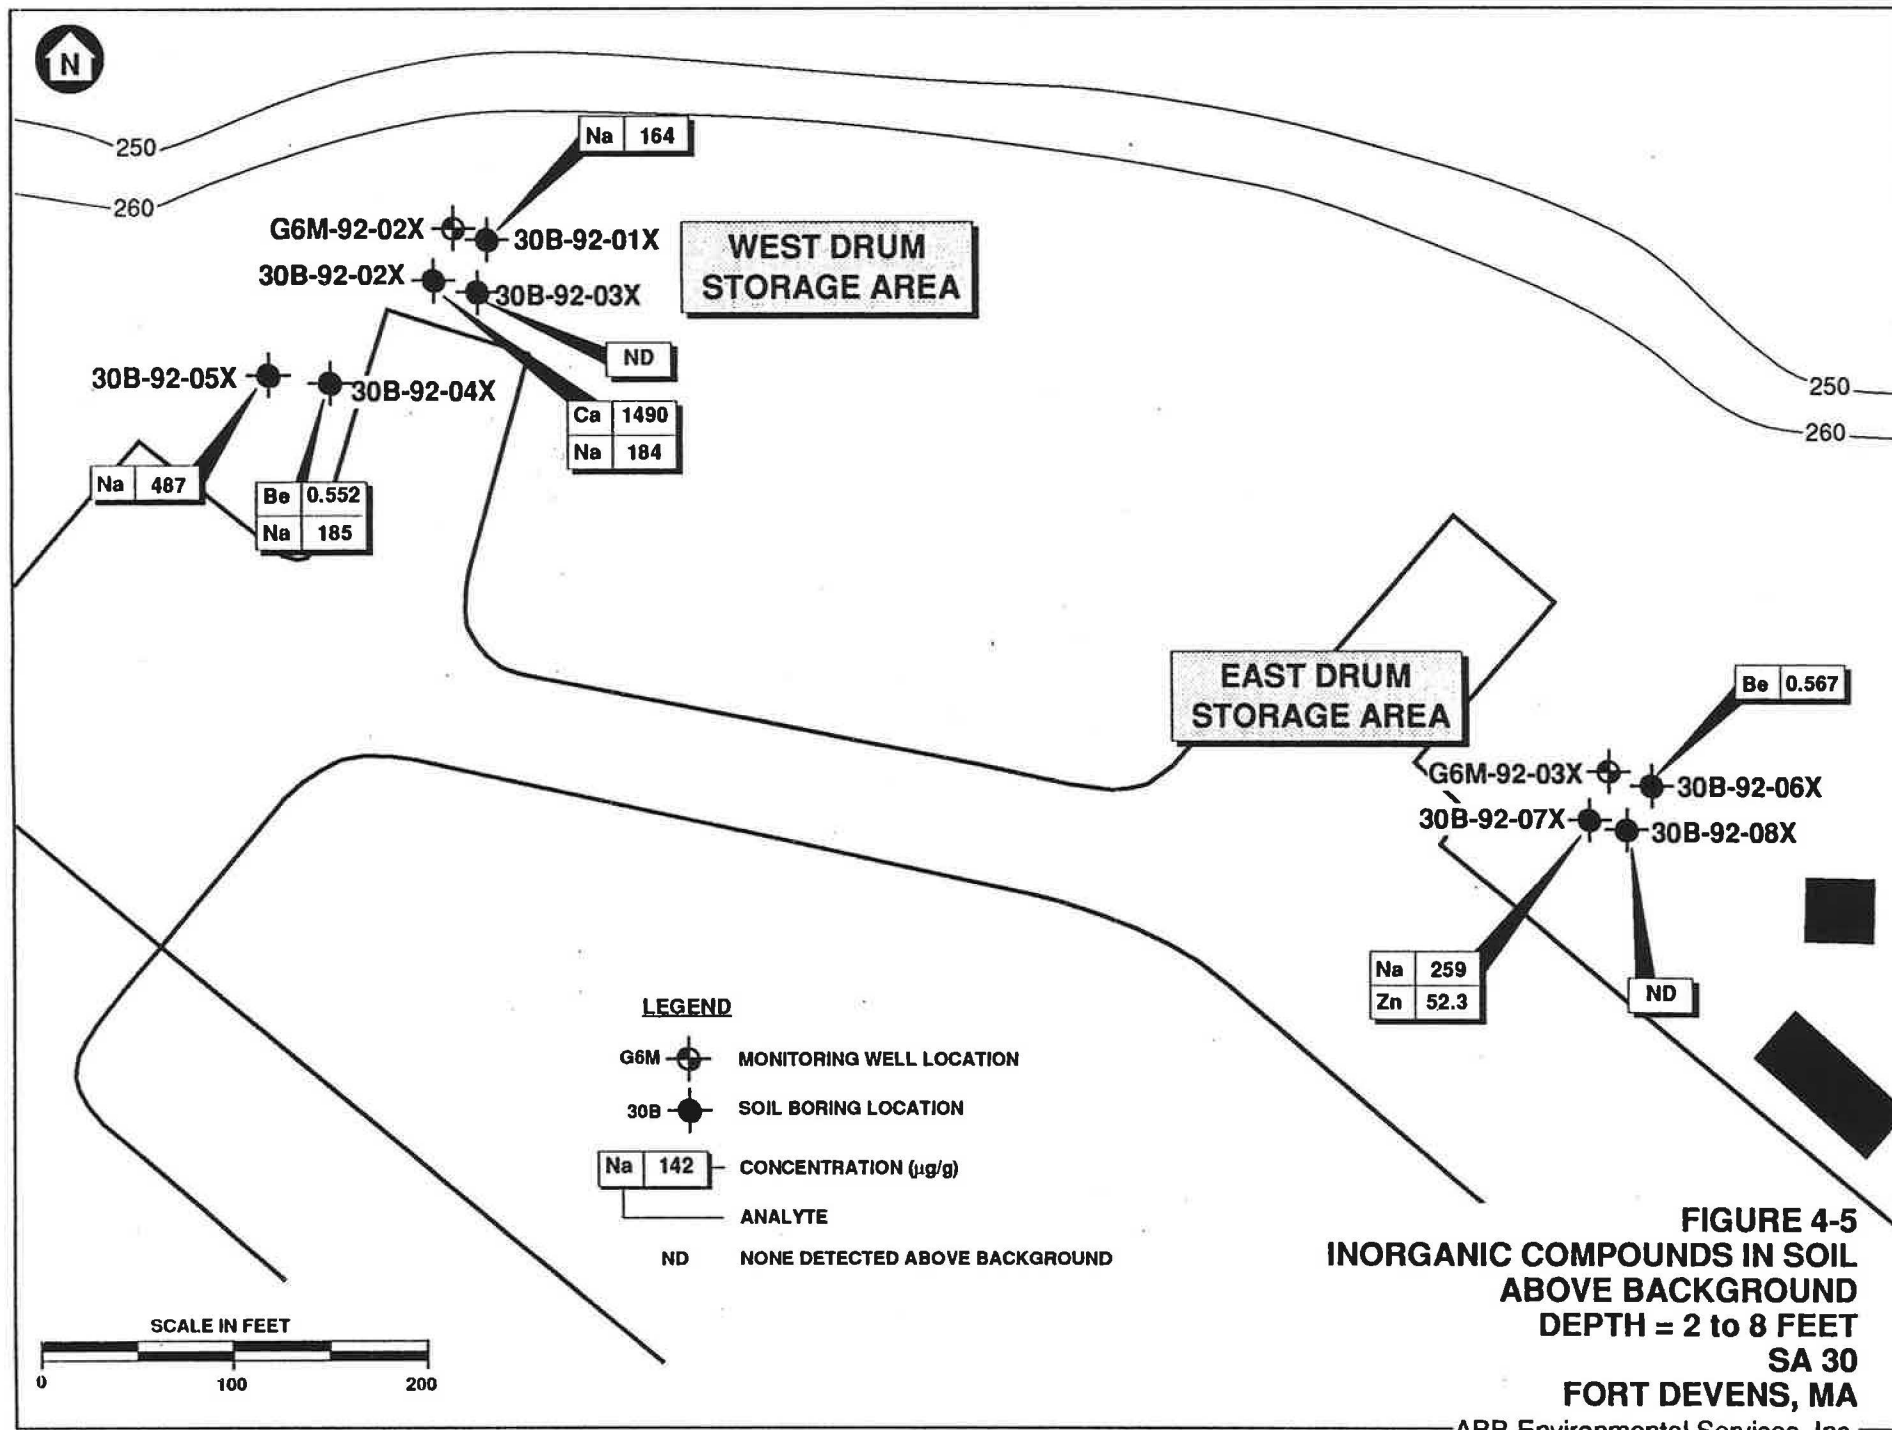 N
250
260
Na 164
G6M-92-02X
30B-92-01X
30B-92-02X
30B-92-03X
WEST DRUM
STORAGE AREA
ND
30B-92-05X
30B-92-04X
Ca 1490
Na 184
Na 487
Be 0.552
Na 185
250
260
EAST DRUM
STORAGE AREA
Be 0.567
G6M-92-03X
30B-92-06X
30B-92-07X
30B-92-08X
Na 259
Zn 52.3
ND
LEGEND
G6M MONITORING WELL LOCATION
30B SOIL BORING LOCATION
Na 142 CONCENTRATION (µg/g)
ANALYTE
ND NONE DETECTED ABOVE BACKGROUND
SCALE IN FEET
0 100 200
FIGURE 4-5
INORGANIC COMPOUNDS IN SOIL
ABOVE BACKGROUND
DEPTH = 2 to 8 FEET
SA 30
FORT DEVENS, MA
ABB Environmental Services, Inc.